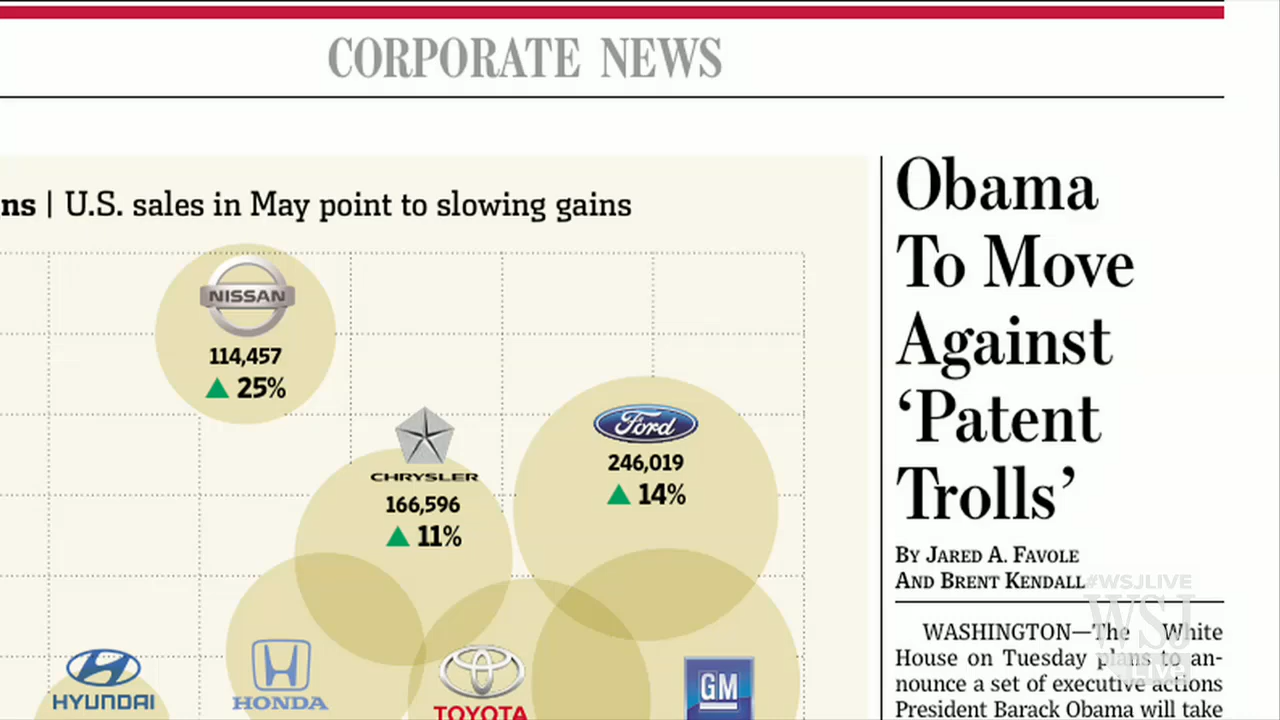 CORPORATE NEWS
ns | U.S. sales in May point to slowing gains
NISSAN
114,457
25%
CHRYSLER
166,596
11%
Ford
246,019
14%
HYUNDAI
HONDA
TOYOTA
GM
Obama
To Move
Against
‘Patent
Trolls’
BY JARED A. FAVOLE
AND BRENT KENDALL
WASHINGTON—The White
House on Tuesday plans to an-
nounce a set of executive actions
President Barack Obama will take
#WSJLIVE
WSJ
LIVE